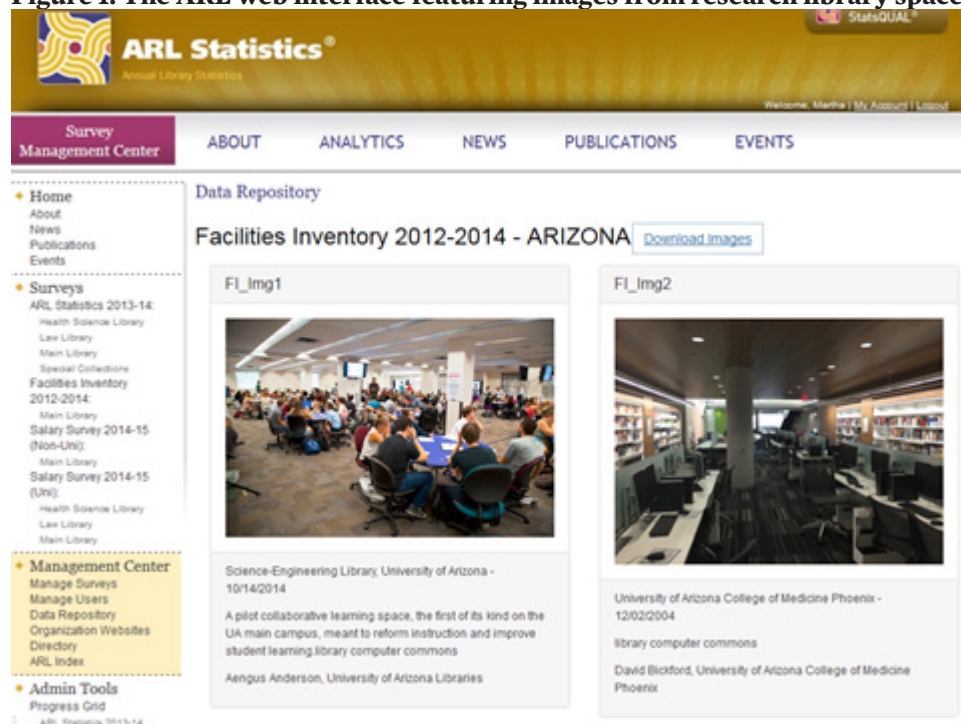 Figure 1. The ARL web interface featuring images from research library space
StatsQUAL®
ARL Statistics®
Annual Library Statistics
Welcome, Martha | My Account | Logout
Survey
Management Center
ABOUT
ANALYTICS
NEWS
PUBLICATIONS
EVENTS
Home
About
News
Publications
Events
Surveys
ARL Statistics 2013-14:
Health Science Library
Law Library
Main Library
Special Collections
Facilities Inventory
2012-2014:
Main Library
Salary Survey 2014-15
(Non-Uni):
Main Library
Salary Survey 2014-15
(Uni):
Health Science Library
Law Library
Main Library
Management Center
Manage Surveys
Manage Users
Data Repository
Organization Websites
Directory
ARL Index
Admin Tools
Progress Grid
ARL Statistics 2013-14
Data Repository
Facilities Inventory 2012-2014 - ARIZONA
Download Images
FI_Img1
Science-Engineering Library, University of Arizona -
10/14/2014
A pilot collaborative learning space, the first of its kind on the
UA main campus, meant to reform instruction and improve
student learning.library computer commons
Aengus Anderson, University of Arizona Libraries
FI_Img2
University of Arizona College of Medicine Phoenix -
12/02/2004
library computer commons
David Bickford, University of Arizona College of Medicine
Phoenix